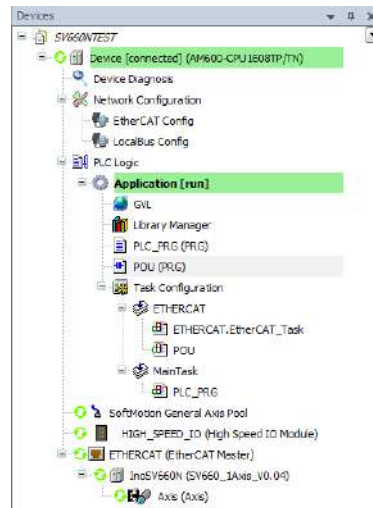 Devices
SV660NTEST
Device [connected] (AM600-CPU1608TP/TN)
Device Diagnosis
Network Configuration
EtherCAT Config
LocalBus Config
PLC Logic
Application [run]
GVL
Library Manager
PLC_PRG (PRG)
POU (PRG)
Task Configuration
ETHERCAT
ETHERCAT.EtherCAT_Task
POU
MainTask
PLC_PRG
SoftMotion General Axis Pool
HIGH_SPEED_IO (High Speed IO Module)
ETHERCAT (EtherCAT Master)
InoSV660N (SV660_1Axis_V0.04)
Axis (Axis)